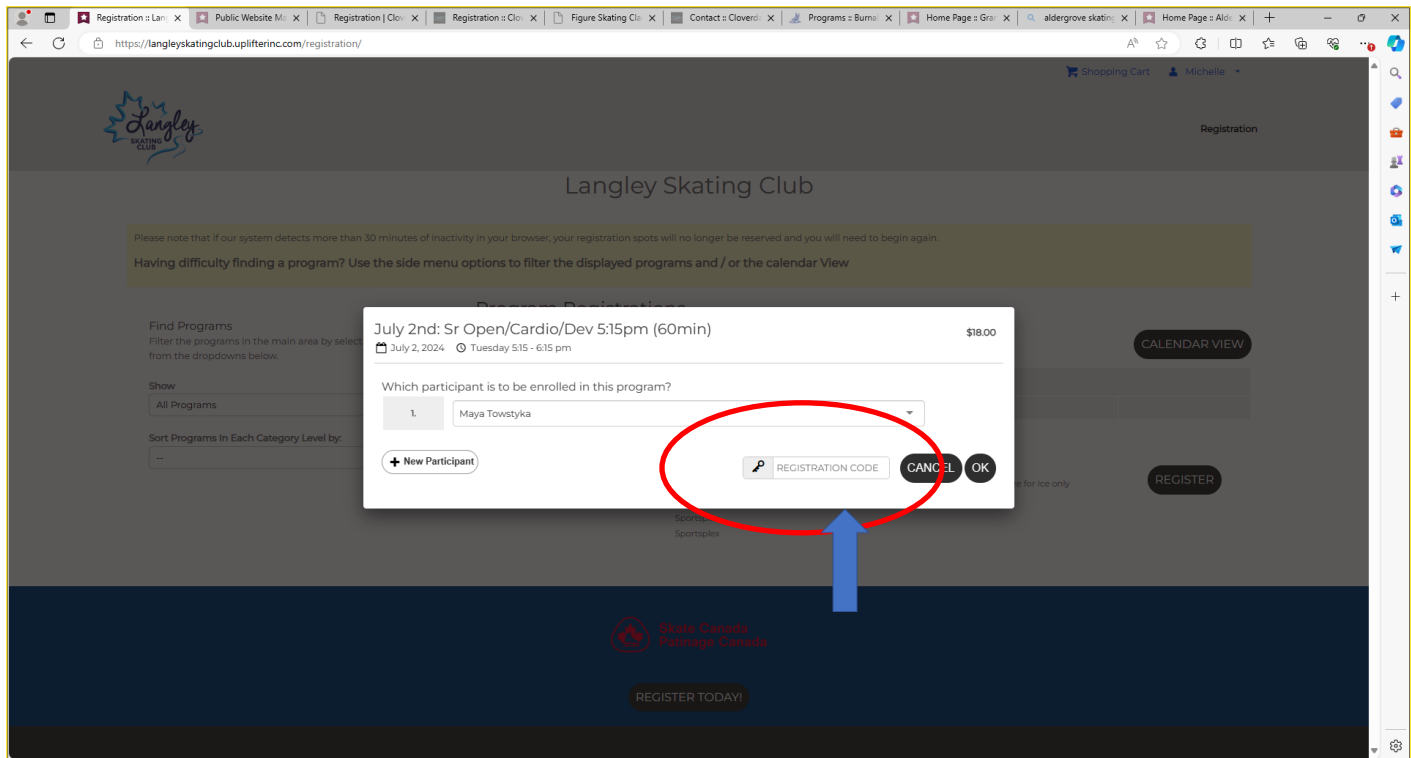 Registration :: Lang
Public Website Ma
Registration | Clov
Registration :: Clov
Figure Skating Cla
Contact :: Cloverda
Programs :: Burnab
Home Page :: Gran
aldergrove skating
Home Page :: Alde
https://langleyskatingclub.uplifterinc.com/registration/
Shopping Cart
Michelle
Langley
SKATING
CLUB
Registration
Langley Skating Club
Please note that if our system detects more than 30 minutes of inactivity in your browser, your registration spots will no longer be reserved and you will need to begin again.
Having difficulty finding a program? Use the side menu options to filter the displayed programs and / or the calendar View
Program Registrations
Find Programs
Filter the programs in the main area by select
from the dropdowns below.
CALENDAR VIEW
Show
All Programs
Sort Programs In Each Category Level by:
--
July 2nd: Sr Open/Cardio/Dev 5:15pm (60min)
$18.00
July 2, 2024 Tuesday 5:15 - 6:15 pm
Which participant is to be enrolled in this program?
1. Maya Towstyka
+ New Participant
REGISTRATION CODE
CANCEL
OK
e for Ice only
REGISTER
Sportsplex
Sportsplex
Skate Canada
Patinage Canada
REGISTER TODAY!